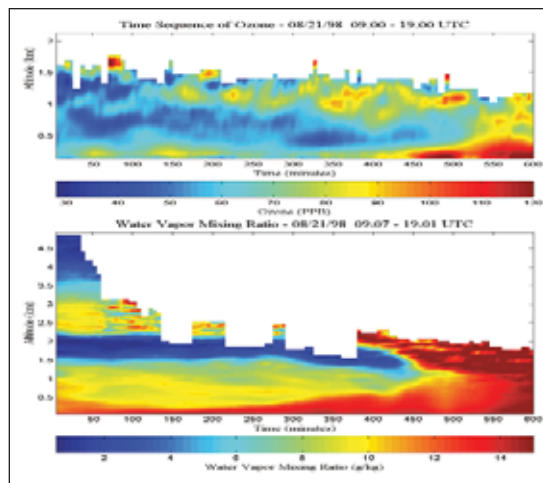 Time Sequence of Ozone - 08/21/98 09.00 - 19.00 UTC
Altitude (km)
2
1.5
1
0.5
50 100 150 200 250 300 350 400 450 500 550 600
Time (minutes)
30 40 50 60 70 80 90 100 110 120 130
Ozone (PPB)
Water Vapor Mixing Ratio - 08/21/98 09.07 - 19.01 UTC
Altitude (km)
4.5
4
3.5
3
2.5
2
1.5
1
0.5
50 100 150 200 250 300 350 400 450 500 550 600
Time (minutes)
2 4 6 8 10 12 14
Water Vapor Mixing Ratio (g/kg)